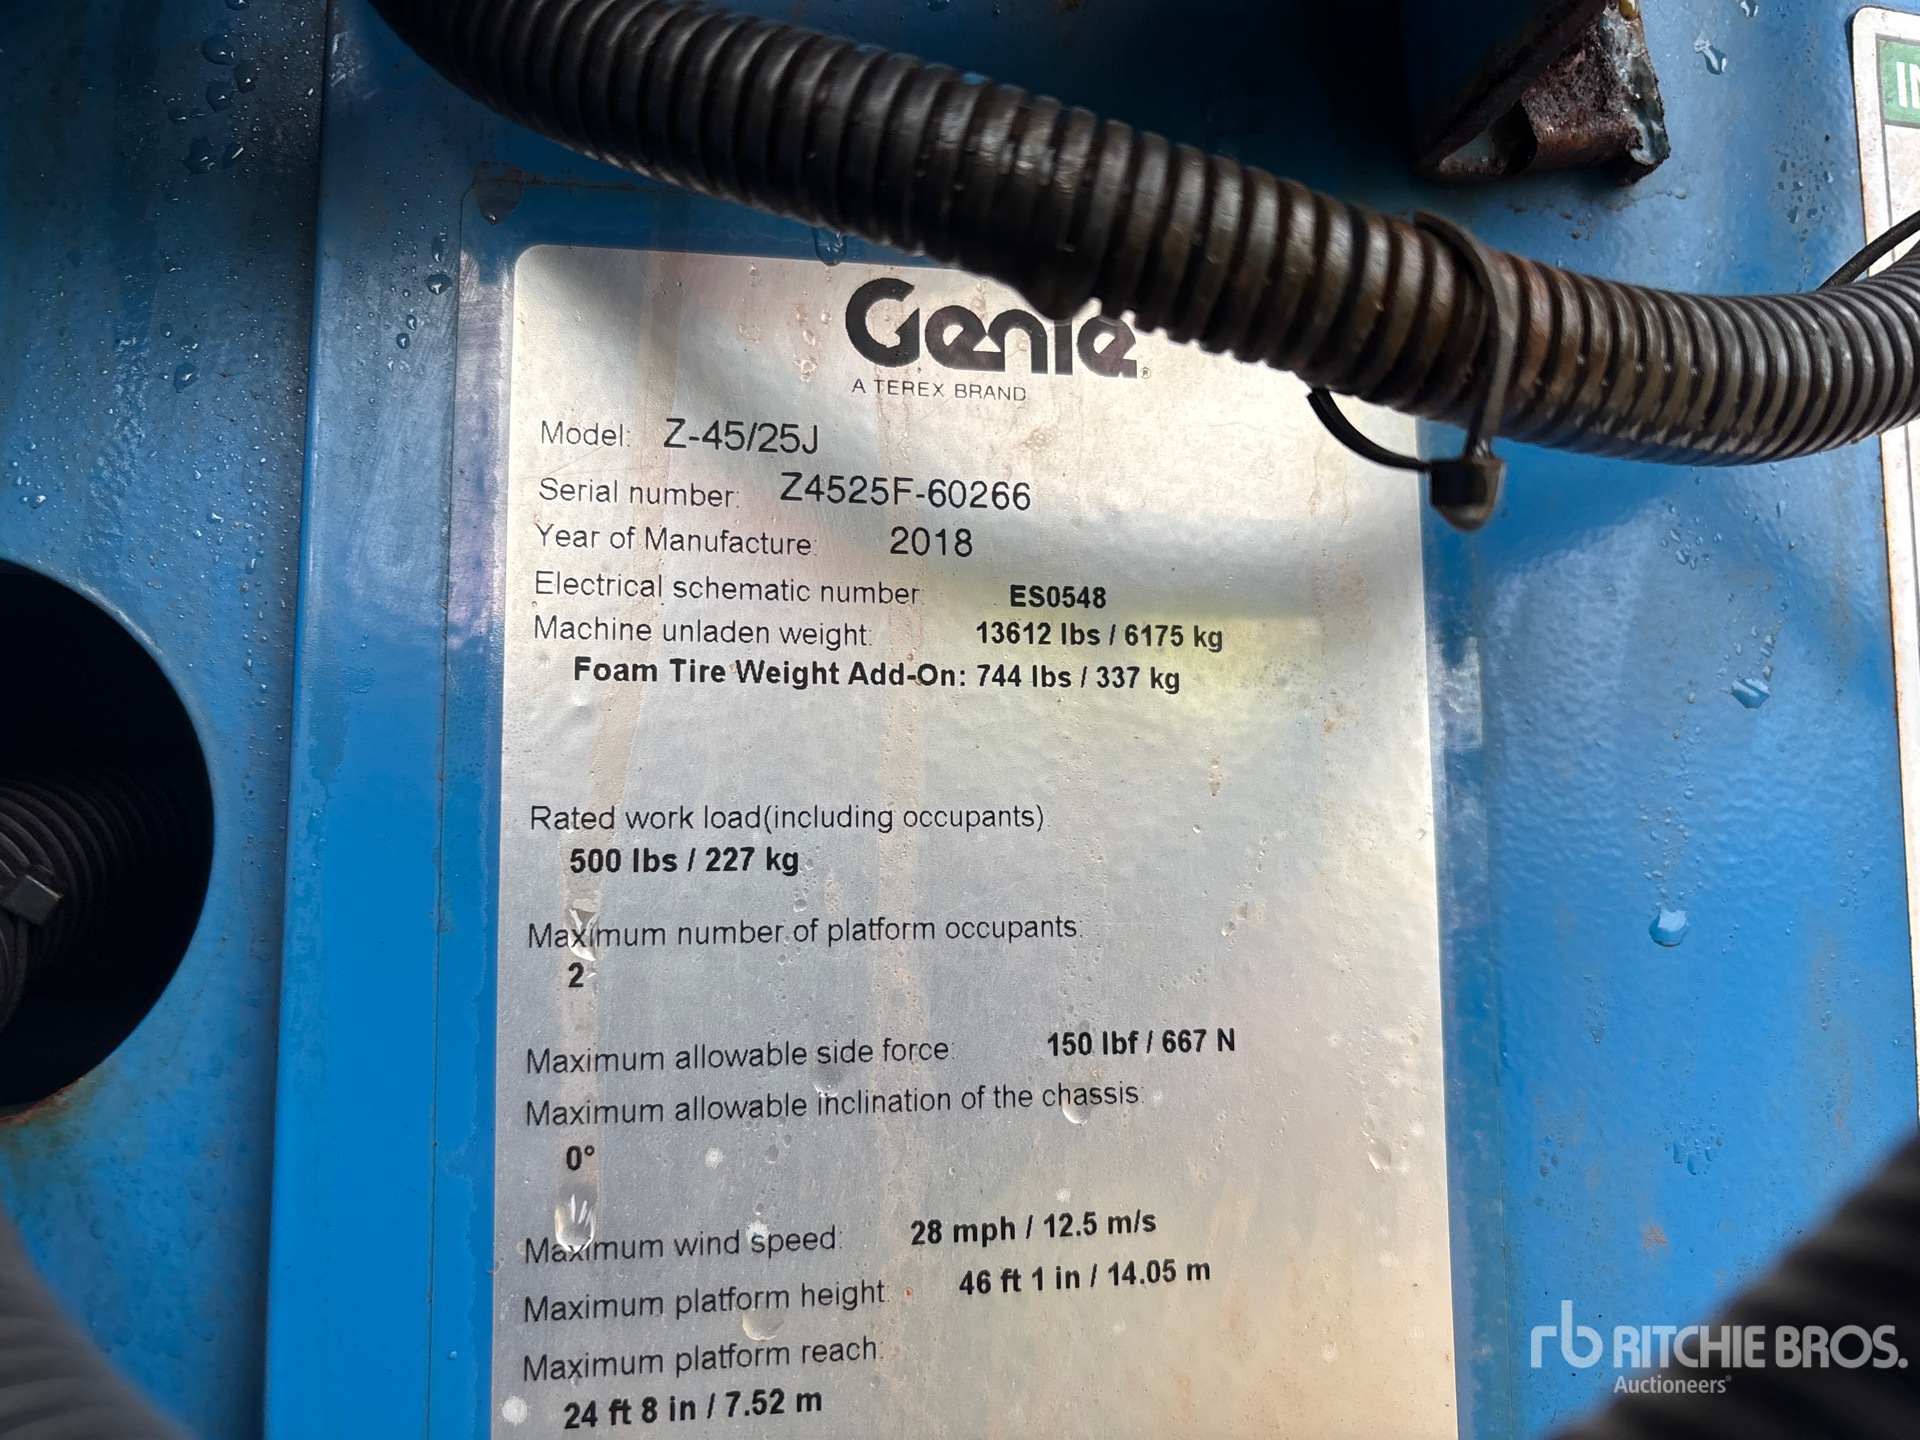 Genie®
A TEREX BRAND
Model: Z-45/25J
Serial number: Z4525F-60266
Year of Manufacture: 2018
Electrical schematic number: ES0548
Machine unladen weight: 13612 lbs / 6175 kg
Foam Tire Weight Add-On: 744 lbs / 337 kg
Rated work load(including occupants)
500 lbs / 227 kg
Maximum number of platform occupants:
2
Maximum allowable side force: 150 lbf / 667 N
Maximum allowable inclination of the chassis:
0°
Maximum wind speed: 28 mph / 12.5 m/s
Maximum platform height: 46 ft 1 in / 14.05 m
Maximum platform reach:
24 ft 8 in / 7.52 m
rb RITCHIE BROS.
Auctioneers®